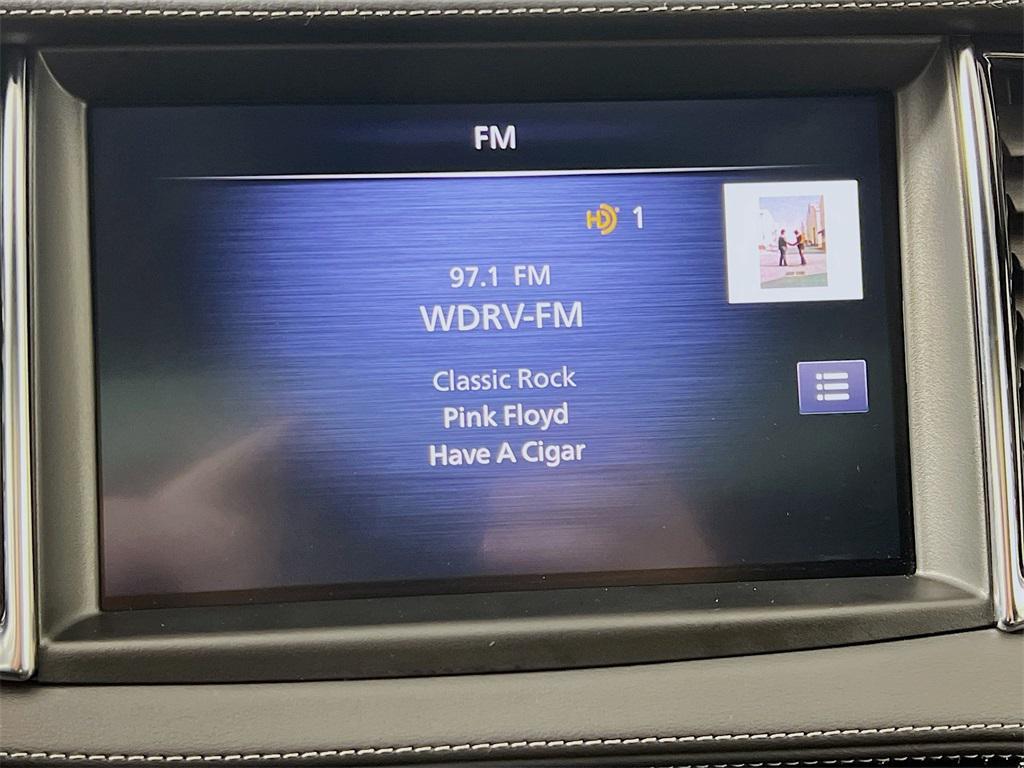 FM
HD 1
97.1 FM
WDRV-FM
Classic Rock
Pink Floyd
Have A Cigar